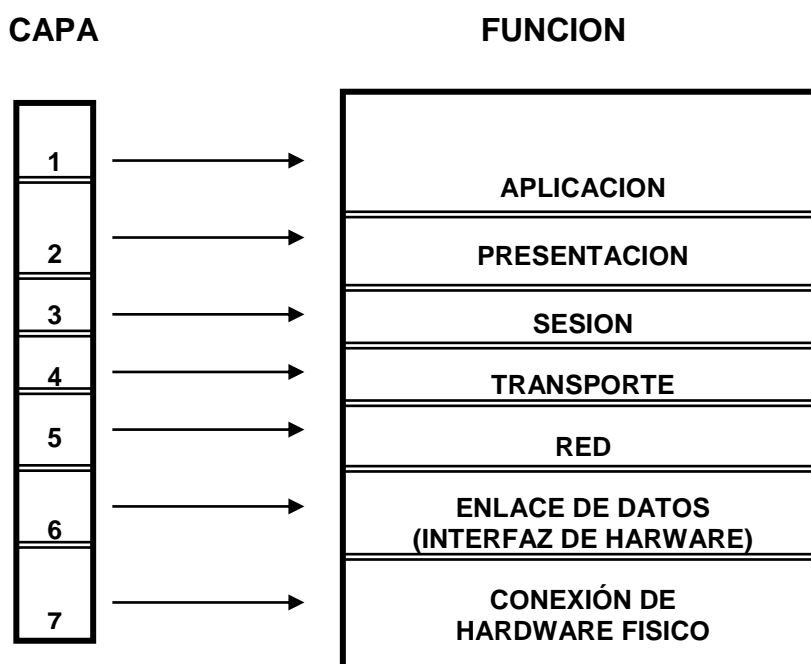 CAPA FUNCION
1 APLICACION
2 PRESENTACION
3 SESION
4 TRANSPORTE
5 RED
6 ENLACE DE DATOS
(INTERFAZ DE HARWARE)
7 CONEXIÓN DE
HARDWARE FISICO